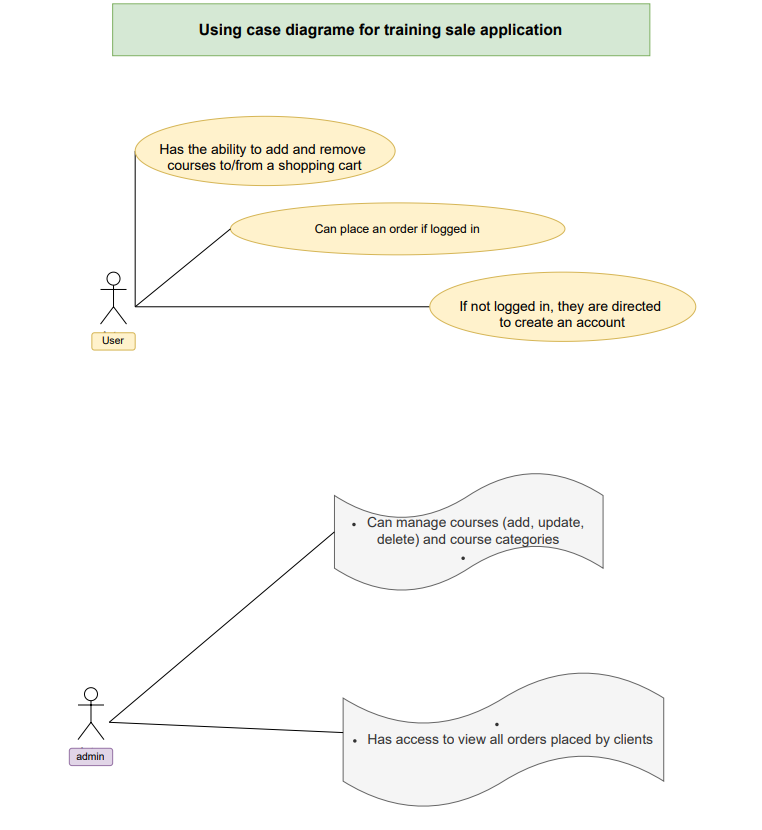 Using case diagrame for training sale application
Has the ability to add and remove
courses to/from a shopping cart
Can place an order if logged in
If not logged in, they are directed
to create an account
User
• Can manage courses (add, update,
delete) and course categories
•
•
• Has access to view all orders placed by clients
admin